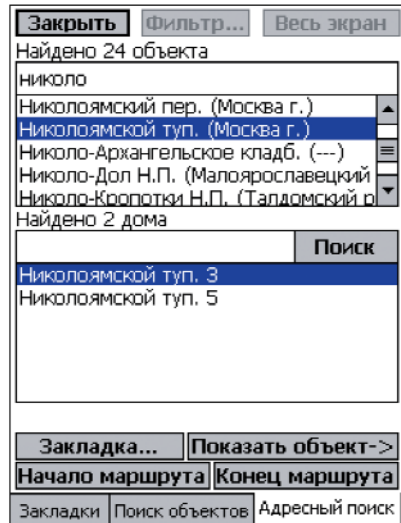 Закрыть Фильтр... Весь экран
Найдено 24 объекта
николо
Николоямский пер. (Москва г.)
Николоямской туп. (Москва г.)
Николо-Архангельское кладб. (---)
Николо-Дол Н.П. (Малоярославецкий
Николо-Кропотки Н.П. (Талдомский р
Найдено 2 дома
Поиск
Николоямской туп. 3
Николоямской туп. 5
Закладка... Показать объект->
Начало маршрута Конец маршрута
Закладки Поиск объектов Адресный поиск